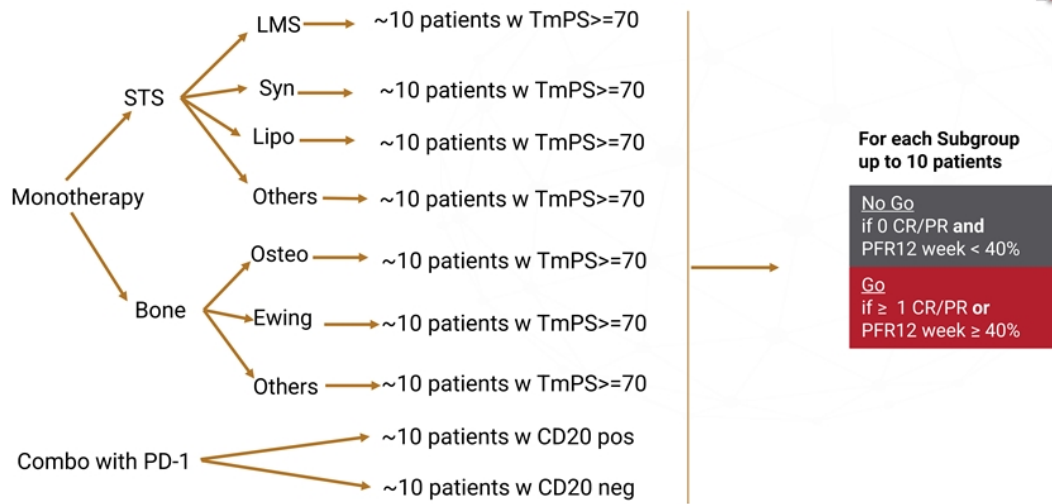 LMS ~10 patients w TmPS>=70
STS
Syn ~10 patients w TmPS>=70
Lipo ~10 patients w TmPS>=70
Others ~10 patients w TmPS>=70
Monotherapy
Bone
Osteo ~10 patients w TmPS>=70
Ewing ~10 patients w TmPS>=70
Others ~10 patients w TmPS>=70
Combo with PD-1
~10 patients w CD20 pos
~10 patients w CD20 neg
For each Subgroup
up to 10 patients
No Go
if 0 CR/PR and
PFR12 week < 40%
Go
if ≥ 1 CR/PR or
PFR12 week ≥ 40%